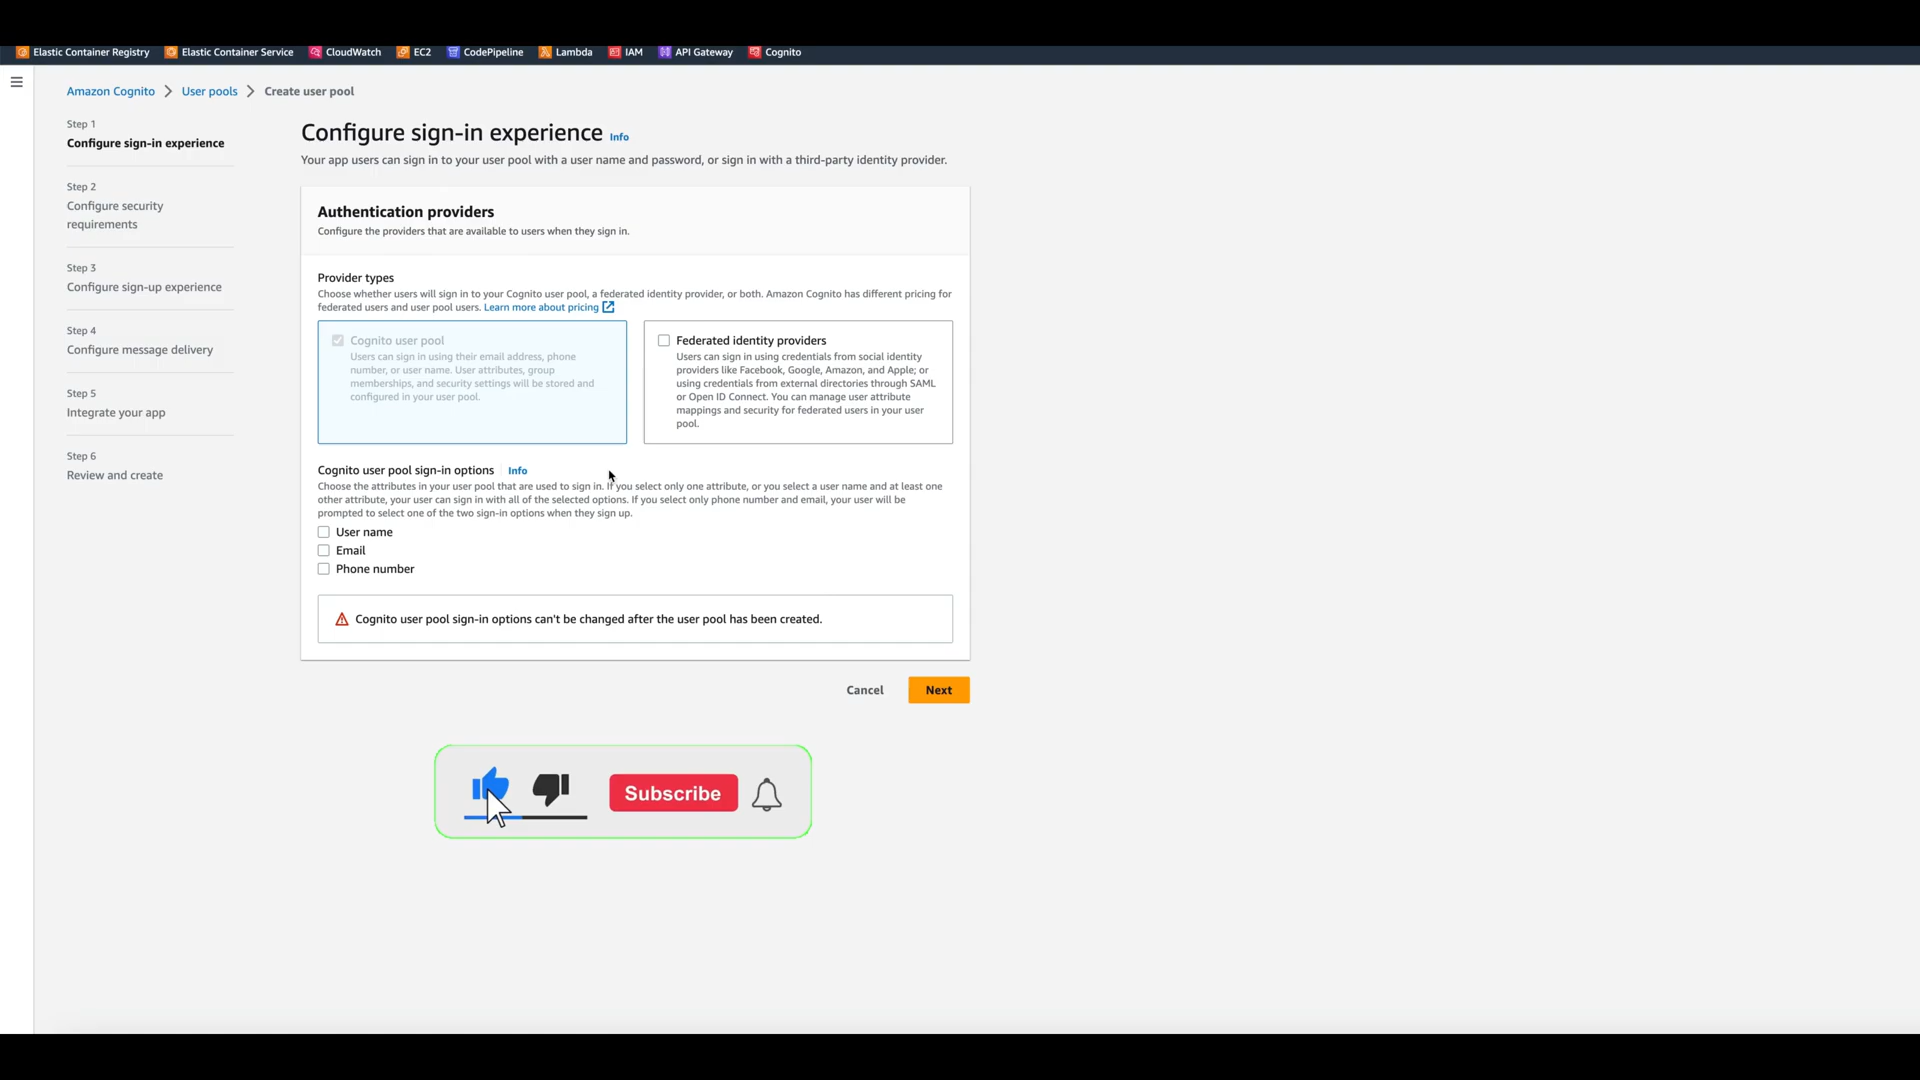 Elastic Container Registry Elastic Container Service CloudWatch EC2 CodePipeline Lambda IAM API Gateway Cognito
Amazon Cognito User pools Create user pool
Step 1
Configure sign-in experience
Step 2
Configure security
requirements
Step 3
Configure sign-up experience
Step 4
Configure message delivery
Step 5
Integrate your app
Step 6
Review and create
Configure sign-in experience Info
Your app users can sign in to your user pool with a user name and password, or sign in with a third-party identity provider.
Authentication providers
Configure the providers that are available to users when they sign in.
Provider types
Choose whether users will sign in to your Cognito user pool, a federated identity provider, or both. Amazon Cognito has different pricing for
federated users and user pool users. Learn more about pricing
Cognito user pool
Users can sign in using their email address, phone
number, or user name. User attributes, group
memberships, and security settings will be stored and
configured in your user pool.
Federated identity providers
Users can sign in using credentials from social identity
providers like Facebook, Google, Amazon, and Apple; or
using credentials from external directories through SAML
or Open ID Connect. You can manage user attribute
mappings and security for federated users in your user
pool.
Cognito user pool sign-in options Info
Choose the attributes in your user pool that are used to sign in. If you select only one attribute, or you select a user name and at least one
other attribute, your user can sign in with all of the selected options. If you select only phone number and email, your user will be
prompted to select one of the two sign-in options when they sign up.
User name
Email
Phone number
Cognito user pool sign-in options can't be changed after the user pool has been created.
Cancel Next
Subscribe